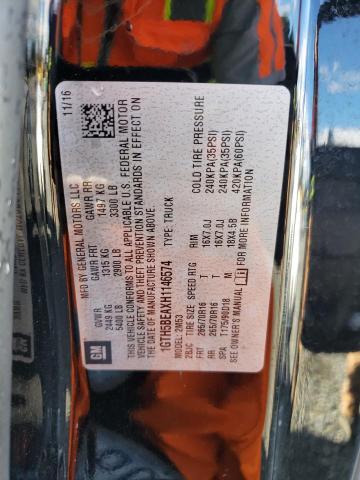 MFD BY GENERAL MOTORS LLC 11/16
GVWR GAWR FRT GAWR RR
2449 KG 1315 KG 1497 KG
5400 LB 2900 LB 3300 LB
THIS VEHICLE CONFORMS TO ALL APPLICABLE U.S. FEDERAL MOTOR
VEHICLE SAFETY AND THEFT PREVENTION STANDARDS IN EFFECT ON
THE DATE OF MANUFACTURE SHOWN ABOVE.
GM 1GTH5BEAXH1146574 TYPE: TRUCK
MODEL: 2M53
2BJC TIRE SIZE SPEED RTG RIM COLD TIRE PRESSURE
FRT 265/70R16 T 16X7.0J 240KPA(35PSI)
RR 265/70R16 T 16X7.0J 240KPA(35PSI)
SPA T175/90D18 M 18X4.5B 420KPA(60PSI)
SEE OWNER'S MANUAL